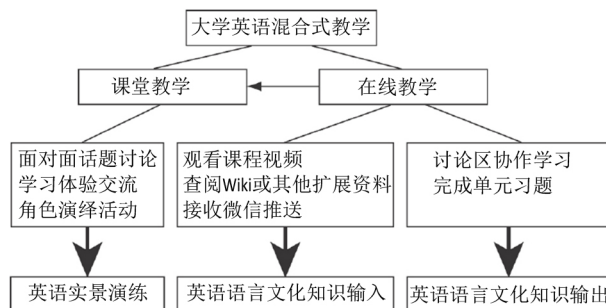 大学英语混合式教学
课堂教学
在线教学
面对面话题讨论
学习体验交流
角色演绎活动
观看课程视频
查阅Wiki或其他扩展资料
接收微信推送
讨论区协作学习
完成单元习题
英语实景演练
英语语言文化知识输入
英语语言文化知识输出